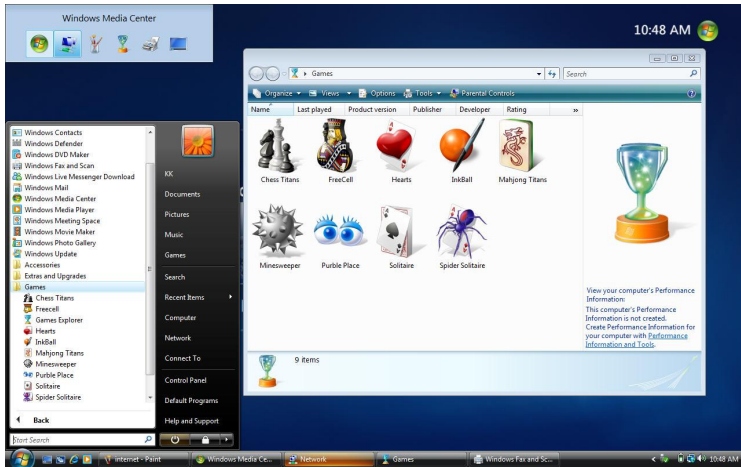 Windows Media Center
10:48 AM
Games
Search
Organize
Views
Options
Tools
Parental Controls
Name
Last played
Product version
Publisher
Developer
Rating
»
Chess Titans
FreeCell
Hearts
InkBall
Mahjong Titans
Minesweeper
Purble Place
Solitaire
Spider Solitaire
View your computer's Performance
Information:
This computer's Performance
Information is not created.
Create Performance Information for
your computer with Performance
Information and Tools.
9 items
Windows Contacts
Windows Defender
Windows DVD Maker
Windows Fax and Scan
Windows Live Messenger Download
Windows Mail
Windows Media Center
Windows Media Player
Windows Meeting Space
Windows Movie Maker
Windows Photo Gallery
Windows Update
Accessories
Extras and Upgrades
Games
Chess Titans
Freecell
Games Explorer
Hearts
InkBall
Mahjong Titans
Minesweeper
Purble Place
Solitaire
Spider Solitaire
Back
Start Search
KK
Documents
Pictures
Music
Games
Search
Recent Items
Computer
Network
Connect To
Control Panel
Default Programs
Help and Support
internet - Paint
Windows Media Ce...
Network
Games
Windows Fax and Sc...
10:48 AM